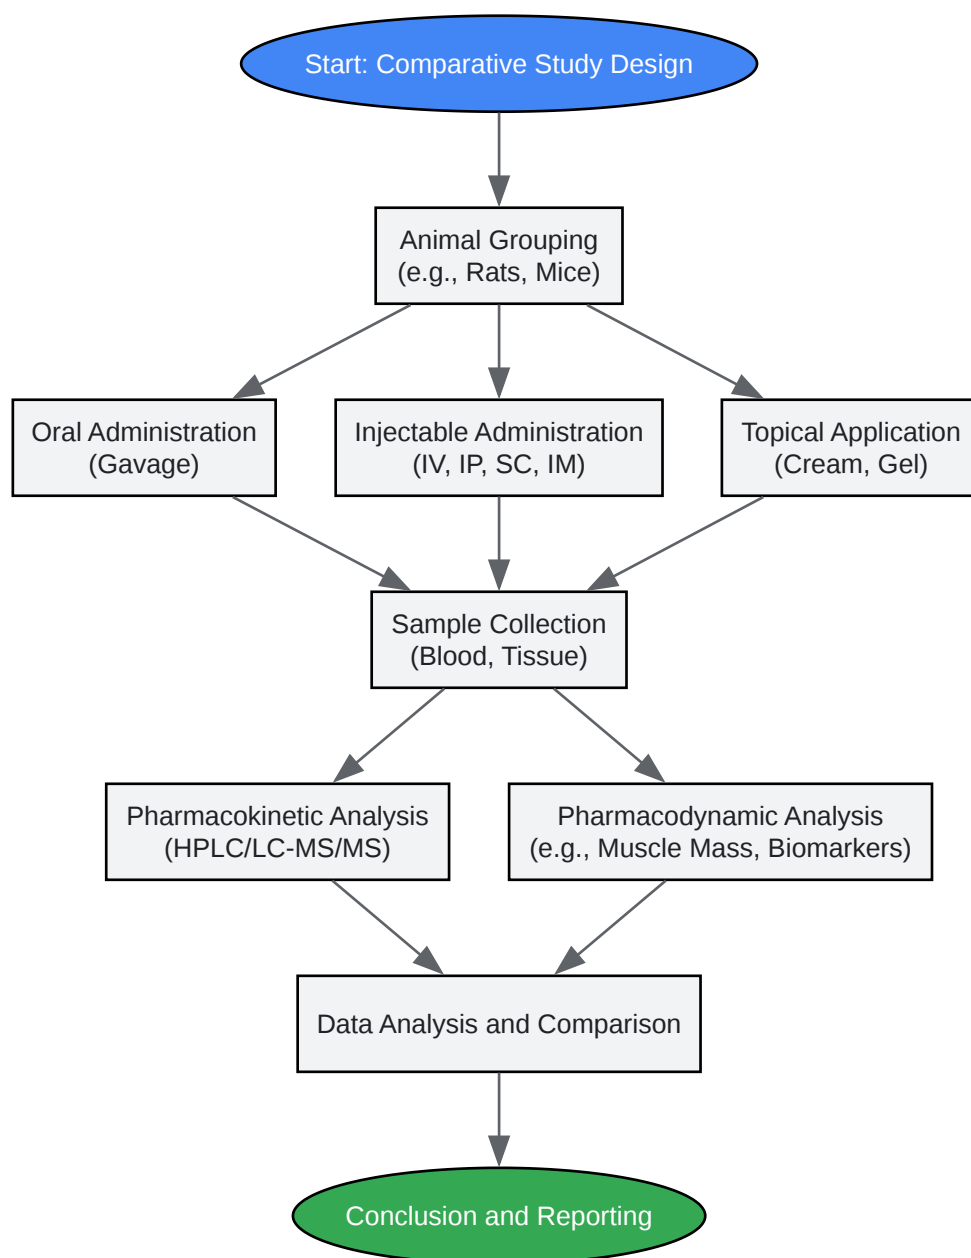 Start: Comparative Study Design
Animal Grouping
(e.g., Rats, Mice)
Oral Administration
(Gavage)
Injectable Administration
(IV, IP, SC, IM)
Topical Application
(Cream, Gel)
Sample Collection
(Blood, Tissue)
Pharmacokinetic Analysis
(HPLC/LC-MS/MS)
Pharmacodynamic Analysis
(e.g., Muscle Mass, Biomarkers)
Data Analysis and Comparison
Conclusion and Reporting